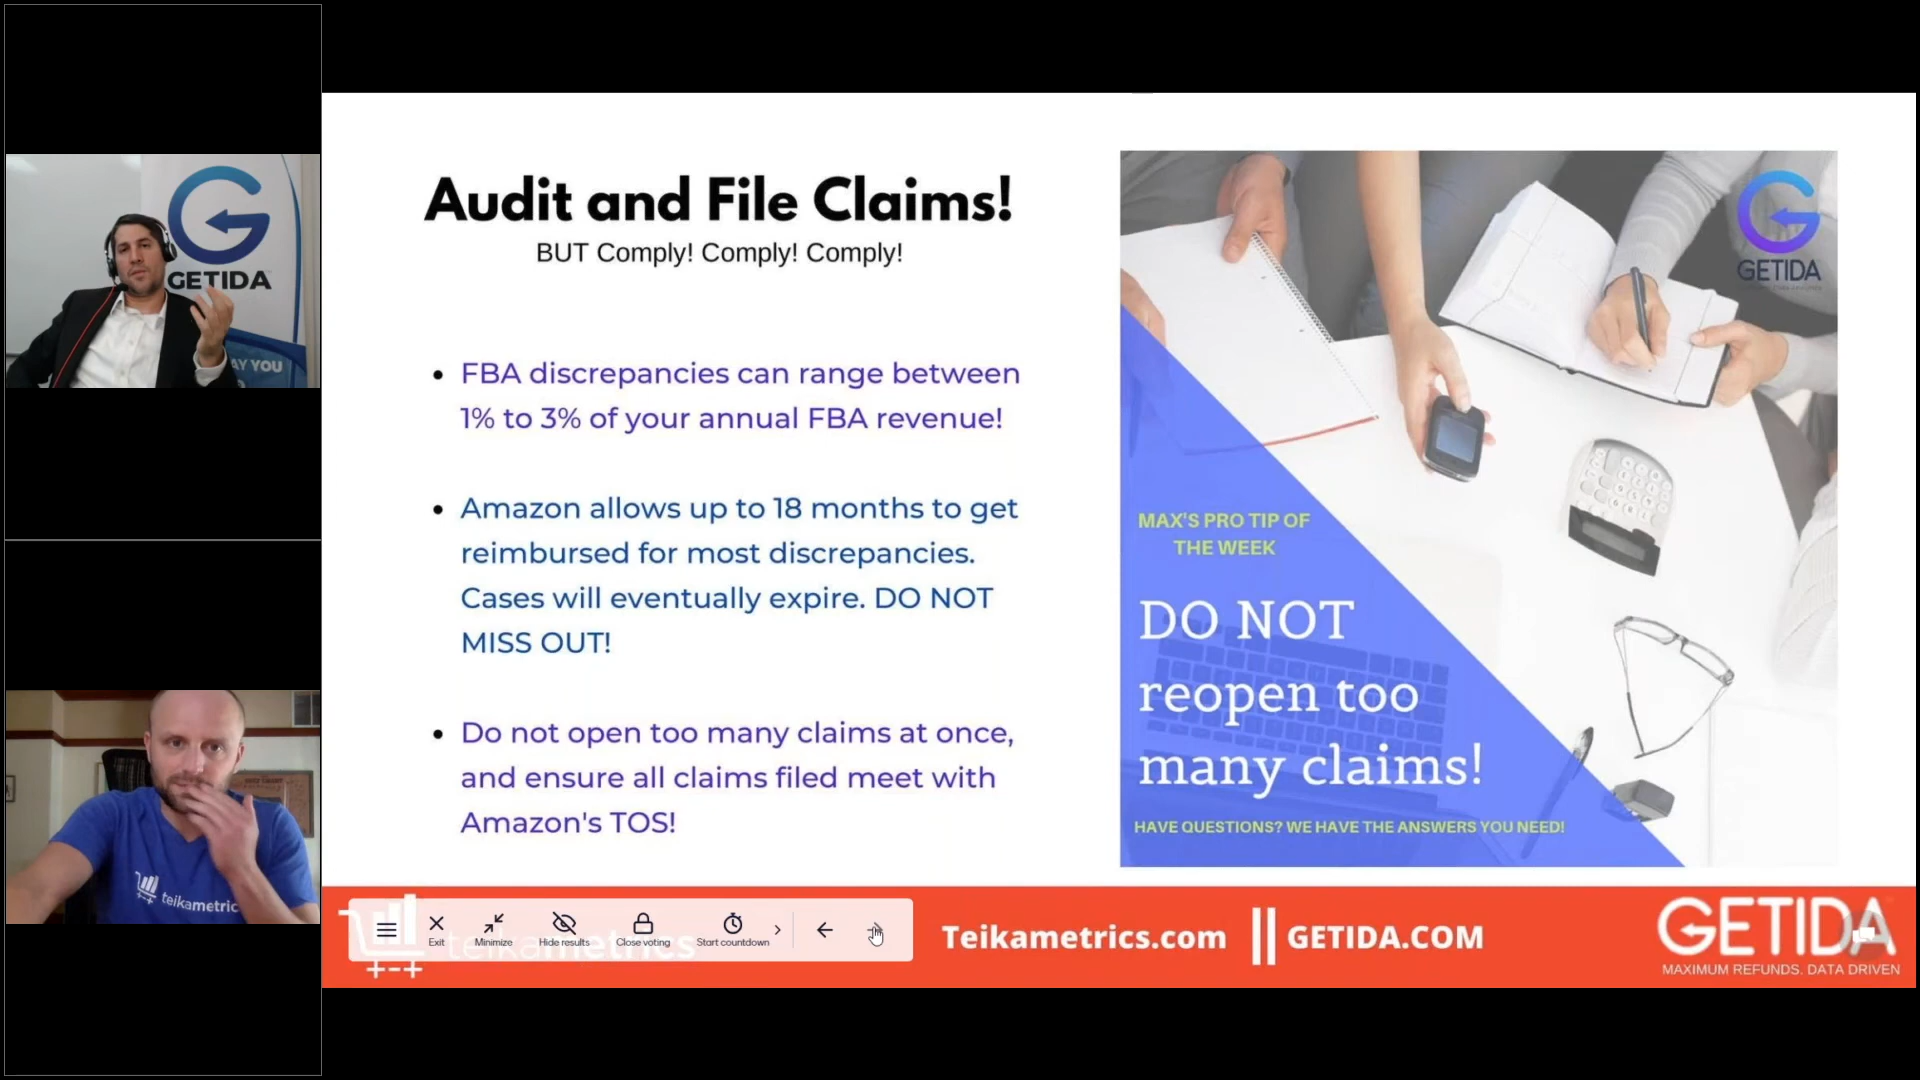 GETIDA
AY YOU
teikametric
Audit and File Claims!
BUT Comply! Comply! Comply!
FBA discrepancies can range between
1% to 3% of your annual FBA revenue!
Amazon allows up to 18 months to get
reimbursed for most discrepancies.
Cases will eventually expire. DO NOT
MISS OUT!
Do not open too many claims at once,
and ensure all claims filed meet with
Amazon's TOS!
GETIDA
MAX'S PRO TIP OF
THE WEEK
DO NOT
reopen too
many claims!
HAVE QUESTIONS? WE HAVE THE ANSWERS YOU NEED!
Exit
Minimize
Hide results
Close voting
Start countdown
teikametrics
Teikametrics.com || GETIDA.COM
GETIDA
MAXIMUM REFUNDS. DATA DRIVEN